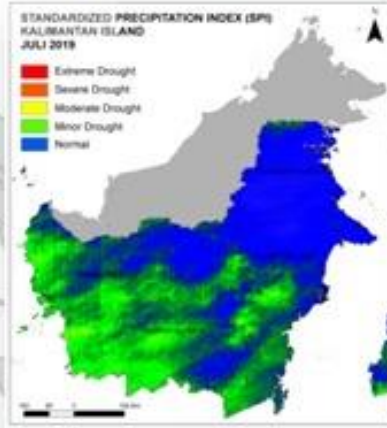 STANDARDIZED PRECIPITATION INDEX (SPI)
KALIMANTAN ISLAND
JULI 2019
Extreme Drought
Severe Drought
Moderate Drought
Minor Drought
Normal